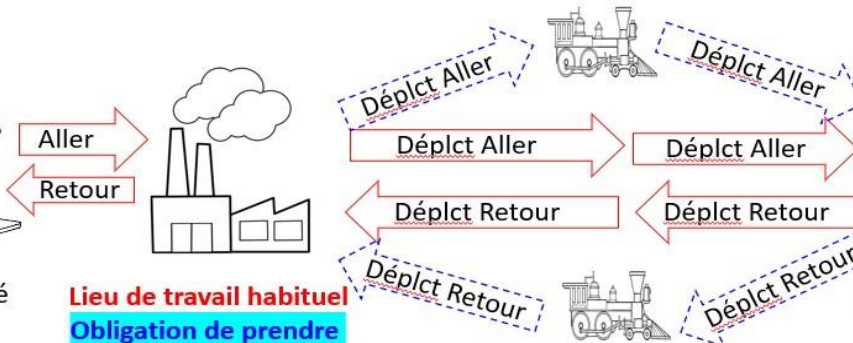 Déplct Aller
Déplct Aller
Aller
Déplct Aller
Déplct Aller
Retour
Déplct Retour
Déplct Retour
Déplct Retour
Déplct Retour
Lieu de travail habituel
Obligation de prendre